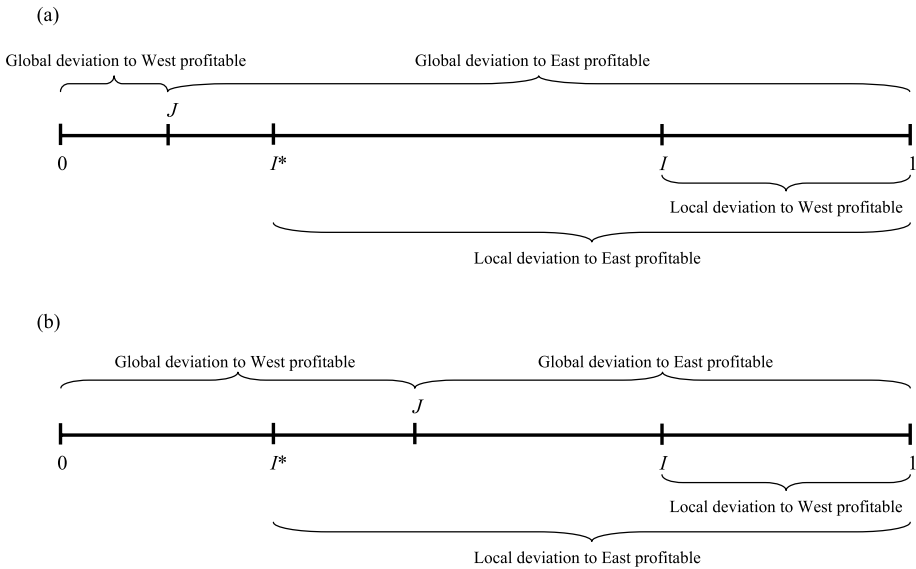 (a)
Global deviation to West profitable Global deviation to East profitable
J
0 I* I 1
Local deviation to West profitable
Local deviation to East profitable
(b)
Global deviation to West profitable Global deviation to East profitable
J
0 I* I 1
Local deviation to West profitable
Local deviation to East profitable